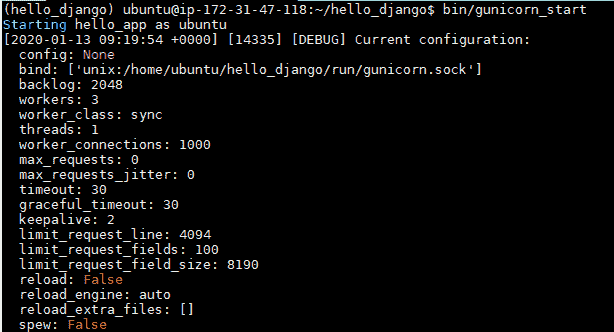 (hello_django) ubuntu@ip-172-31-47-118:~/hello_django$ bin/gunicorn_start
Starting hello_app as ubuntu
[2020-01-13 09:19:54 +0000] [14335] [DEBUG] Current configuration:
  config: None
  bind: ['unix:/home/ubuntu/hello_django/run/gunicorn.sock']
  backlog: 2048
  workers: 3
  worker_class: sync
  threads: 1
  worker_connections: 1000
  max_requests: 0
  max_requests_jitter: 0
  timeout: 30
  graceful_timeout: 30
  keepalive: 2
  limit_request_line: 4094
  limit_request_fields: 100
  limit_request_field_size: 8190
  reload: False
  reload_engine: auto
  reload_extra_files: []
  spew: False